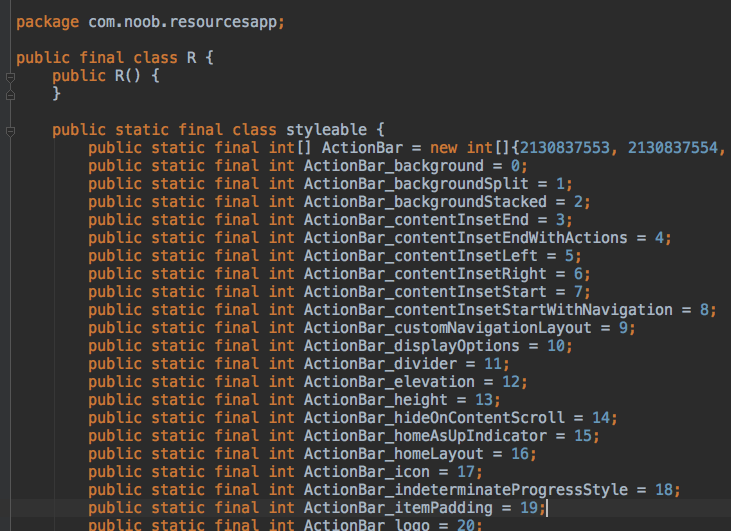 package com.noob.resourcesapp;
public final class R {
public R() {
}
public static final class styleable {
public static final int[] ActionBar = new int[]{2130837553, 2130837554,
public static final int ActionBar_background = 0;
public static final int ActionBar_backgroundSplit = 1;
public static final int ActionBar_backgroundStacked = 2;
public static final int ActionBar_contentInsetEnd = 3;
public static final int ActionBar_contentInsetEndWithActions = 4;
public static final int ActionBar_contentInsetLeft = 5;
public static final int ActionBar_contentInsetRight = 6;
public static final int ActionBar_contentInsetStart = 7;
public static final int ActionBar_contentInsetStartWithNavigation = 8;
public static final int ActionBar_customNavigationLayout = 9;
public static final int ActionBar_displayOptions = 10;
public static final int ActionBar_divider = 11;
public static final int ActionBar_elevation = 12;
public static final int ActionBar_height = 13;
public static final int ActionBar_hideOnContentScroll = 14;
public static final int ActionBar_homeAsUpIndicator = 15;
public static final int ActionBar_homeLayout = 16;
public static final int ActionBar_icon = 17;
public static final int ActionBar_indeterminateProgressStyle = 18;
public static final int ActionBar_itemPadding = 19;
public static final int ActionBar_logo = 20;